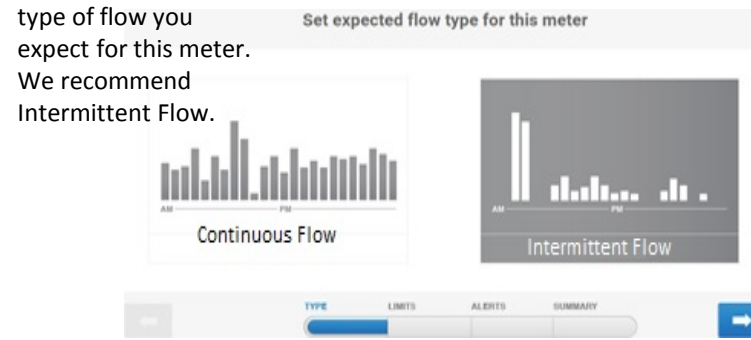 type of flow you
expect for this meter.
We recommend
Intermittent Flow.
Set expected flow type for this meter
AM PM
Continuous Flow
AM PM
Intermittent Flow
TYPE LIMITS ALERTS SUMMARY